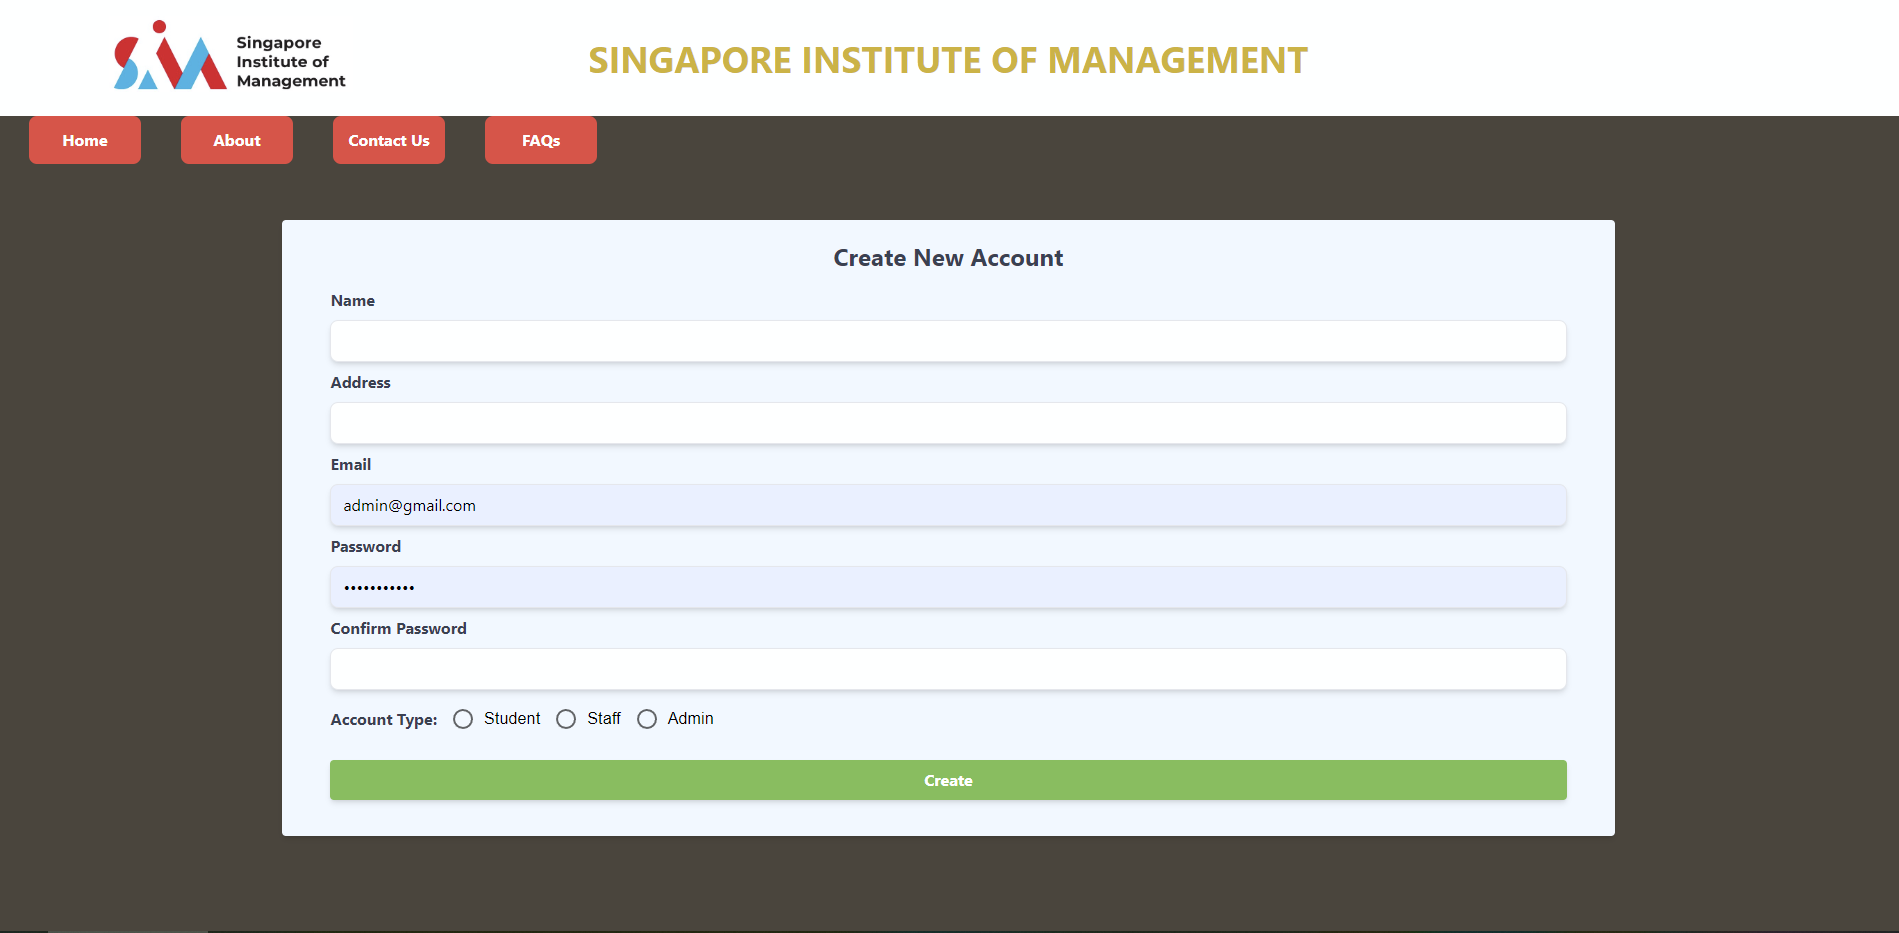 Singapore
Institute of
Management
SINGAPORE INSTITUTE OF MANAGEMENT
Home About Contact Us FAQs
Create New Account
Name
Address
Email
admin@gmail.com
Password
•••••••••••
Confirm Password
Account Type: Student Staff Admin
Create